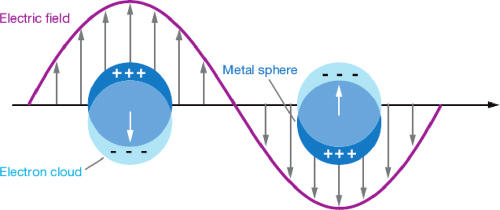 Electric field
+++
- - -
Metal sphere
- - -
+++
Electron cloud